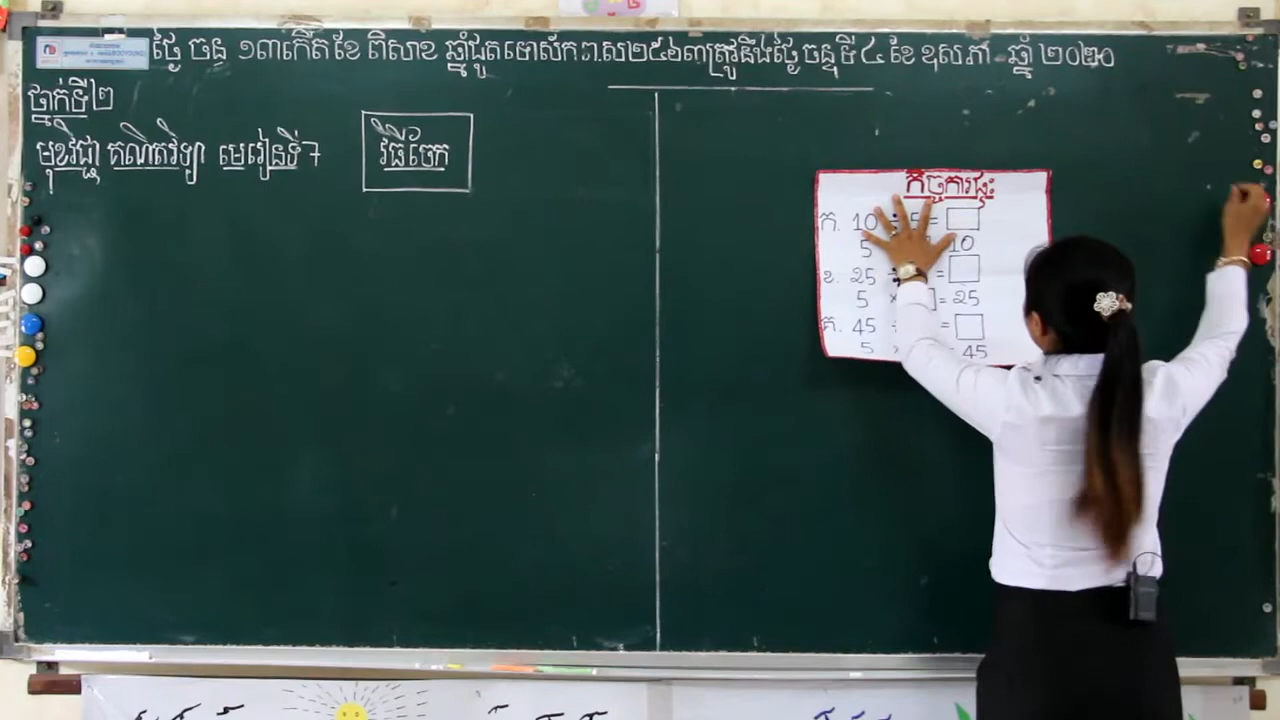 ថ្ងៃ ចន្ទ ១៣កើត ខែ ពិសាខ ឆ្នាំជូត ទោស័ក ព.ស២៥៦៣ត្រូវនឹងថ្ងៃ ចន្ទ ទី ៤ ខែ ឧសភា ឆ្នាំ ២០២០
ថ្នាក់ទី២
មុខវិជ្ជា គណិតវិទ្យា មេរៀនទី 7
វិធីចែក
កិច្ចការផ្ទះ
ក. 10 ÷ 5 =
5 10
ខ. 25 ÷ =
5 × = 25
គ. 45 ÷ =
5 × = 45